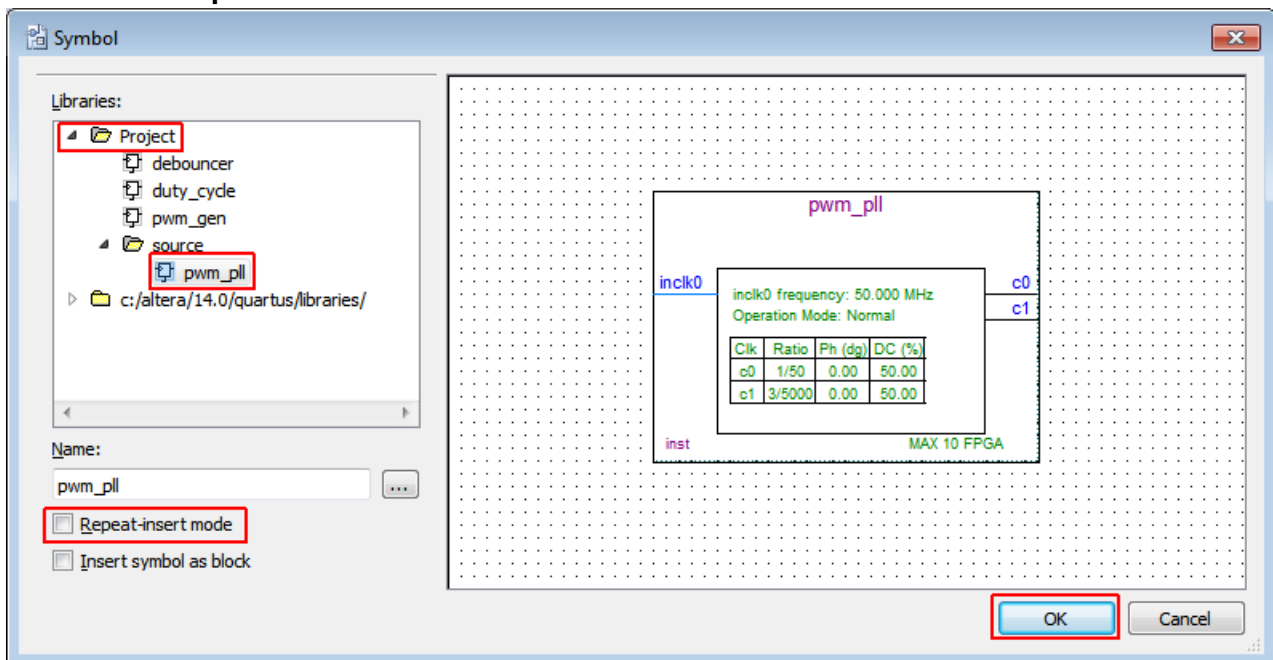 Symbol
Libraries:
Project
debouncer
duty_cycle
pwm_gen
source
pwm_pll
c:/altera/14.0/quartus/libraries/
Name:
pwm_pll
...
Repeat-insert mode
Insert symbol as block
pwm_pll
inclk0
c0
c1
inclk0 frequency: 50.000 MHz
Operation Mode: Normal
Clk Ratio Ph (dg) DC (%)
c0 1/50 0.00 50.00
c1 3/5000 0.00 50.00
inst
MAX 10 FPGA
OK
Cancel